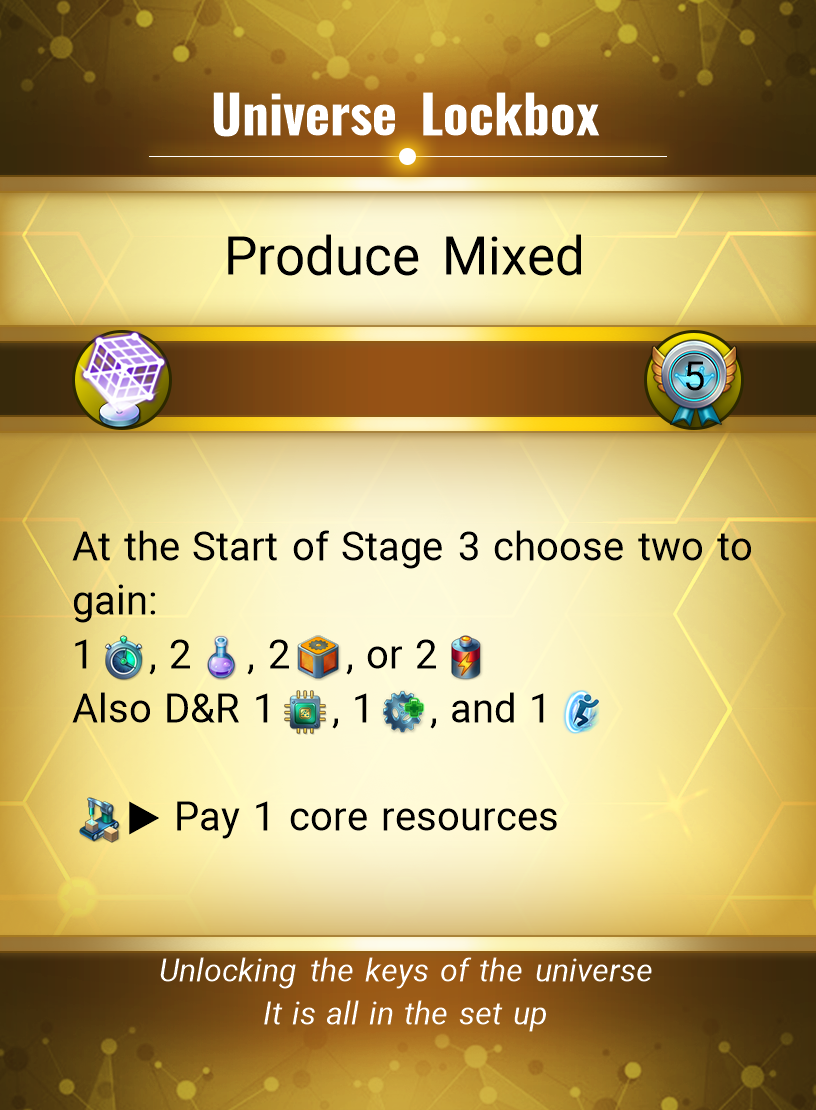 Universe Lockbox
Produce Mixed
5
At the Start of Stage 3 choose two to
gain:
1 , 2 , 2 , or 2
Also D&R 1 , 1 , and 1
▶ Pay 1 core resources
Unlocking the keys of the universe
It is all in the set up